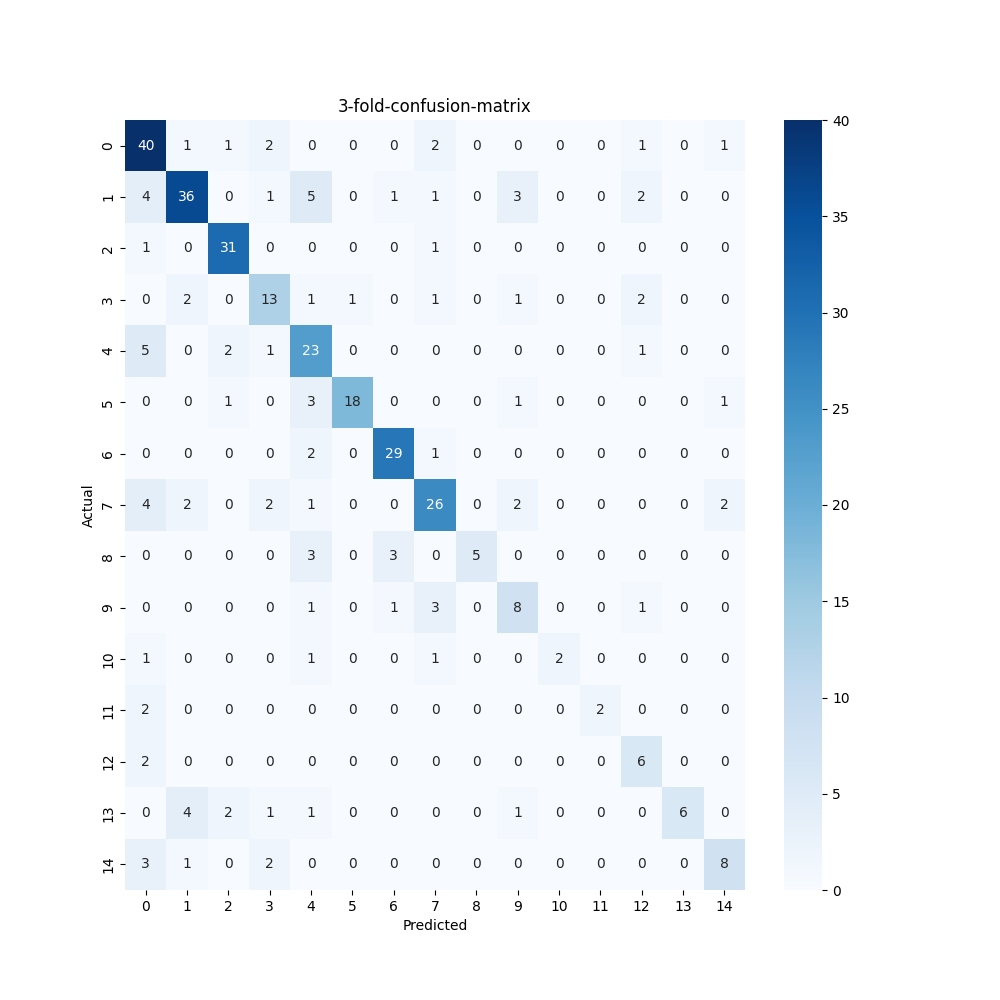 3-fold-confusion-matrix
0 40 1 1 2 0 0 0 2 0 0 0 0 1 0 1
1 4 36 0 1 5 0 1 1 0 3 0 0 2 0 0
2 1 0 31 0 0 0 0 1 0 0 0 0 0 0 0
3 0 2 0 13 1 1 0 1 0 1 0 0 2 0 0
4 5 0 2 1 23 0 0 0 0 0 0 0 1 0 0
5 0 0 1 0 3 18 0 0 0 1 0 0 0 0 1
6 0 0 0 0 2 0 29 1 0 0 0 0 0 0 0
7 4 2 0 2 1 0 0 26 0 2 0 0 0 0 2
8 0 0 0 0 3 0 3 0 5 0 0 0 0 0 0
9 0 0 0 0 1 0 1 3 0 8 0 0 1 0 0
10 1 0 0 0 1 0 0 1 0 0 2 0 0 0 0
11 2 0 0 0 0 0 0 0 0 0 0 2 0 0 0
12 2 0 0 0 0 0 0 0 0 0 0 0 6 0 0
13 0 4 2 1 1 0 0 0 0 1 0 0 0 6 0
14 3 1 0 2 0 0 0 0 0 0 0 0 0 0 8
0 1 2 3 4 5 6 7 8 9 10 11 12 13 14
Predicted
Actual
40
35
30
25
20
15
10
5
0